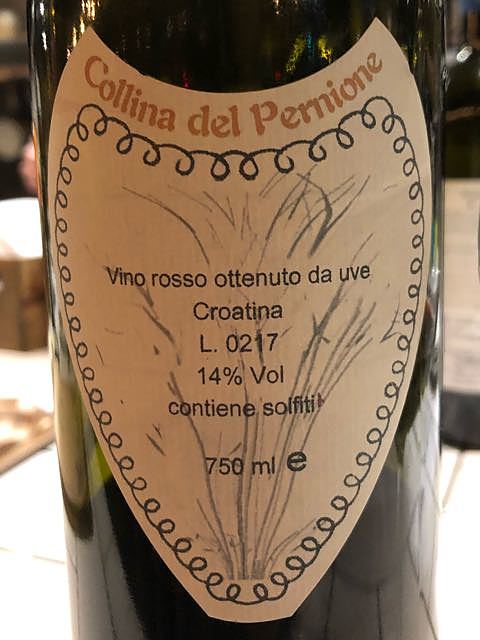 Collina del Pernione
Vino rosso ottenuto da uve
Croatina
L. 0217
14% Vol
contiene solfiti
750 ml e